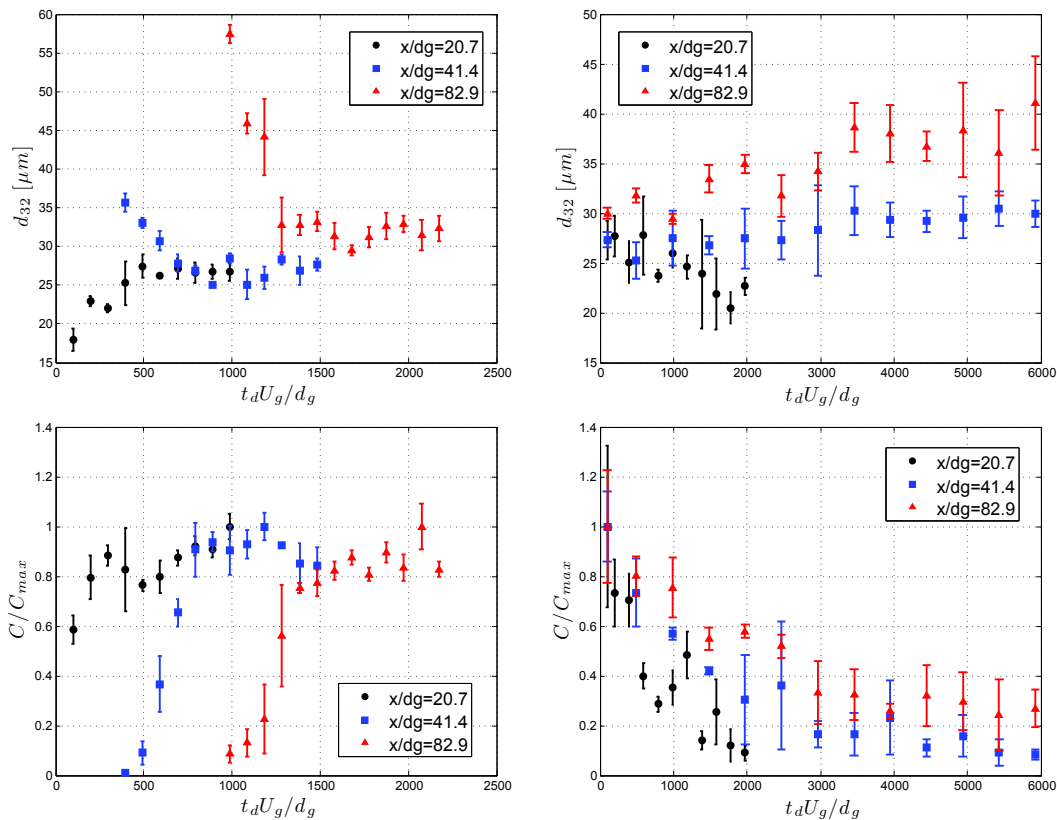 60
55
50
45
40
35
30
25
20
15
d32 [μm]
0 500 1000 1500 2000 2500
tdUg/dg
x/dg=20.7
x/dg=41.4
x/dg=82.9
50
45
40
35
30
25
20
15
d32 [μm]
0 1000 2000 3000 4000 5000 6000
tdUg/dg
x/dg=20.7
x/dg=41.4
x/dg=82.9
1.4
1.2
1
0.8
0.6
0.4
0.2
0
C/Cmax
0 500 1000 1500 2000 2500
tdUg/dg
x/dg=20.7
x/dg=41.4
x/dg=82.9
1.4
1.2
1
0.8
0.6
0.4
0.2
0
C/Cmax
0 1000 2000 3000 4000 5000 6000
tdUg/dg
x/dg=20.7
x/dg=41.4
x/dg=82.9